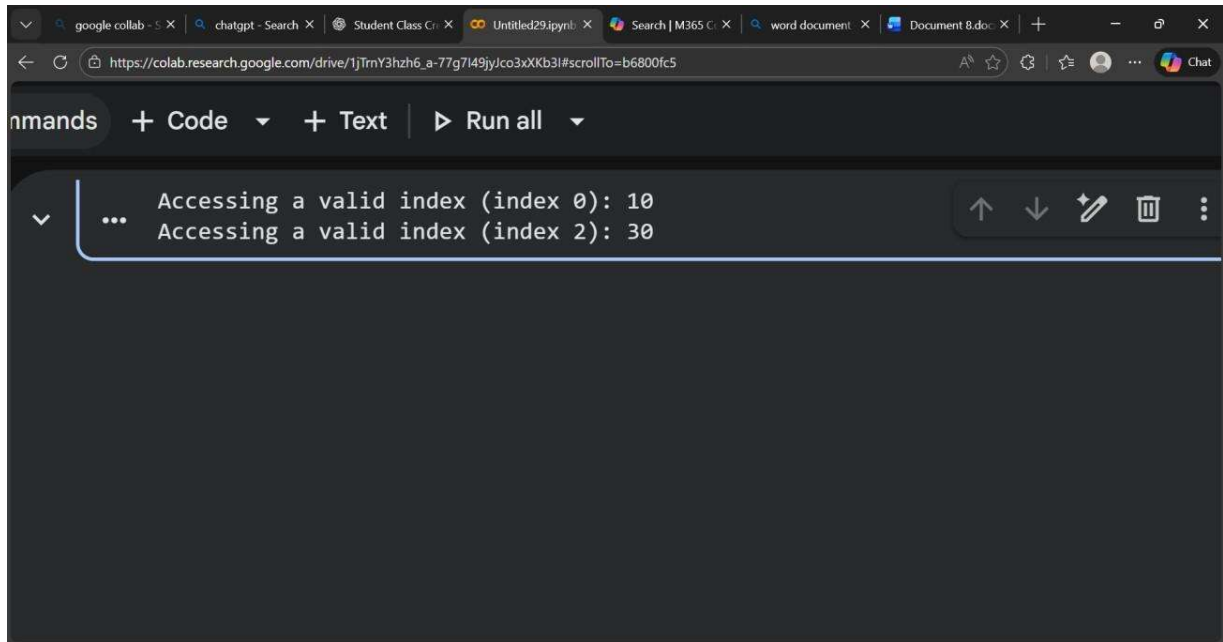 google collab - S
chatgpt - Search
Student Class Cr
Untitled29.ipynb
Search | M365 C
word document
Document 8.doc
https://colab.research.google.com/drive/1jTrnY3hzh6_a-77g7I49jyJco3xXKb3I#scrollTo=b6800fc5
Chat
mmands + Code + Text Run all
... Accessing a valid index (index 0): 10
Accessing a valid index (index 2): 30